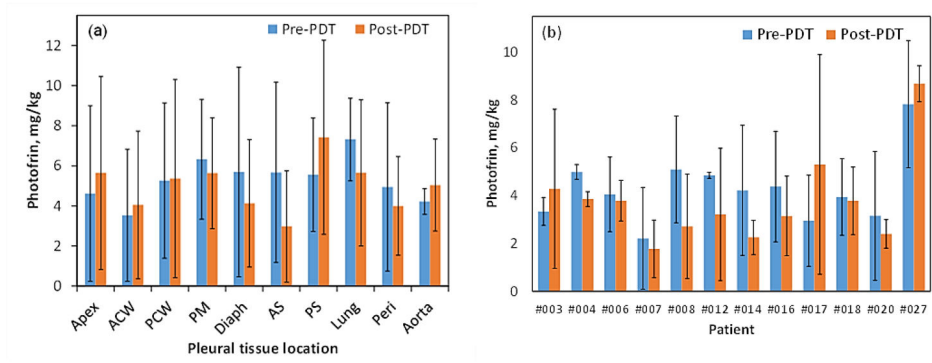 (a)
Pre-PDT Post-PDT
Photofrin, mg/kg
14
12
10
8
6
4
2
0
Apex ACW PCW PM Diaph AS PS Lung Peri Aorta
Pleural tissue location
(b)
Pre-PDT Post-PDT
Photofrin, mg/kg
10
8
6
4
2
0
#003 #004 #006 #007 #008 #012 #014 #016 #017 #018 #020 #027
Patient